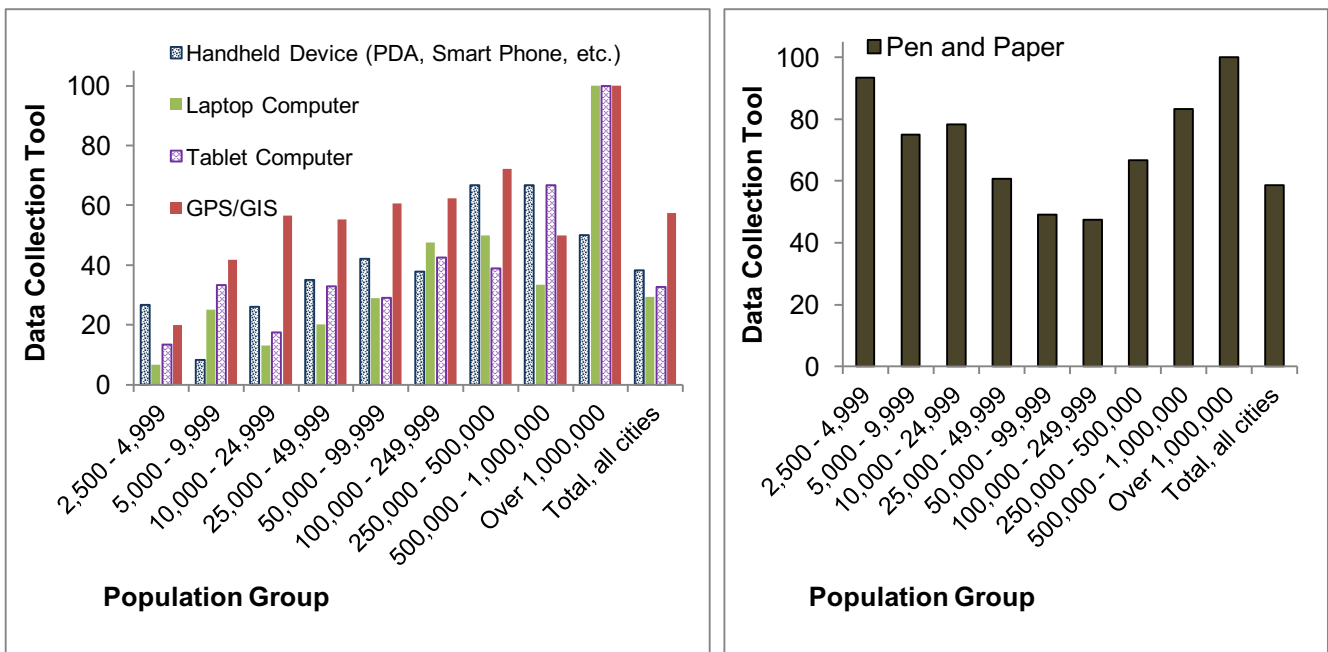 Handheld Device (PDA, Smart Phone, etc.)
Laptop Computer
Tablet Computer
GPS/GIS
Data Collection Tool
100
80
60
40
20
0
2,500 - 4,999
5,000 - 9,999
10,000 - 24,999
25,000 - 49,999
50,000 - 99,999
100,000 - 249,999
250,000 - 500,000
500,000 - 1,000,000
Over 1,000,000
Total, all cities
Population Group
Pen and Paper
Data Collection Tool
100
80
60
40
20
0
2,500 - 4,999
5,000 - 9,999
10,000 - 24,999
25,000 - 49,999
50,000 - 99,999
100,000 - 249,999
250,000 - 500,000
500,000 - 1,000,000
Over 1,000,000
Total, all cities
Population Group